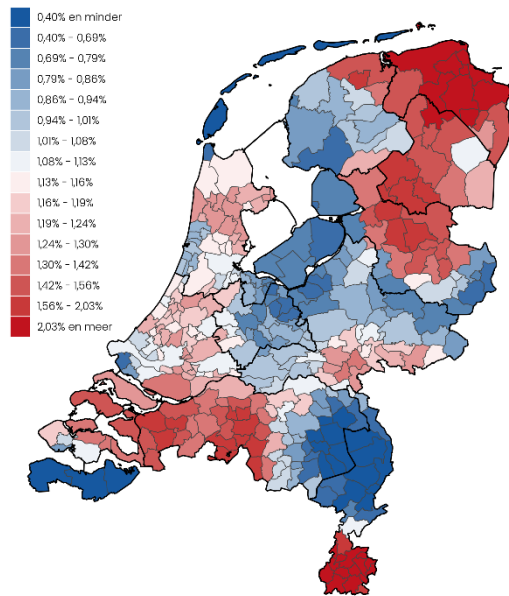 0,40% en minder
0,40% - 0,69%
0,69% - 0,79%
0,79% - 0,86%
0,86% - 0,94%
0,94% - 1,01%
1,01% - 1,08%
1,08% - 1,13%
1,13% - 1,16%
1,16% - 1,19%
1,19% - 1,24%
1,24% - 1,30%
1,30% - 1,42%
1,42% - 1,56%
1,56% - 2,03%
2,03% en meer